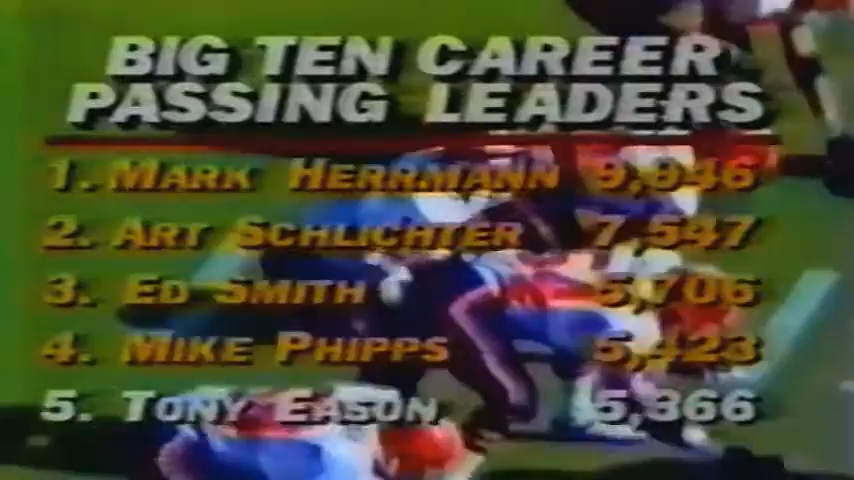 BIG TEN CAREER
PASSING LEADERS
1. MARK HERRMANN 9,946
2. ART SCHLICHTER 7,547
3. ED SMITH 5,706
4. MIKE PHIPPS 5,423
5. TONY EASON 5,366